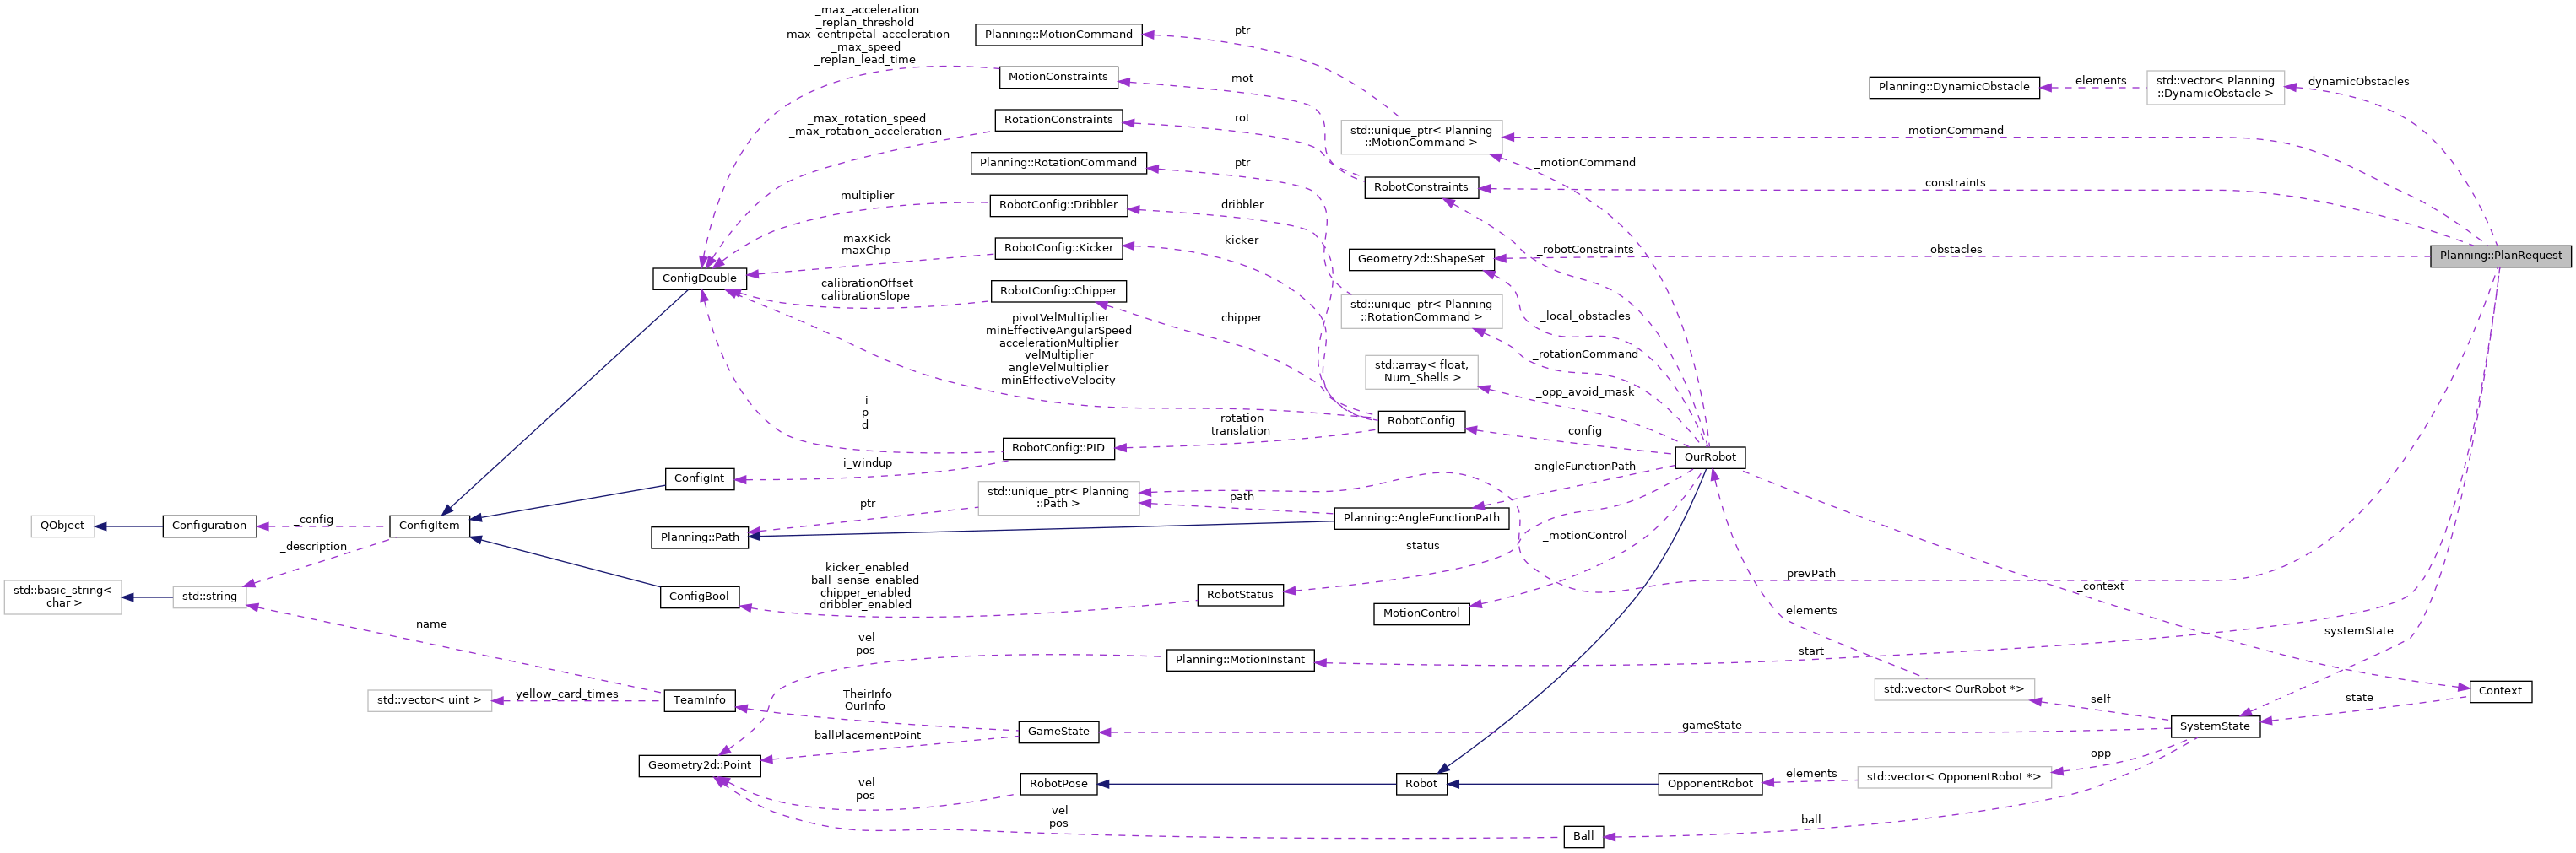 _max_acceleration
_replan_threshold
_max_centripetal_acceleration
_max_speed
_replan_lead_time
Planning::MotionCommand
ptr
MotionConstraints
mot
Planning::DynamicObstacle
elements
std::vector< Planning
::DynamicObstacle >
dynamicObstacles
_max_rotation_speed
_max_rotation_acceleration
RotationConstraints
rot
std::unique_ptr< Planning
::MotionCommand >
motionCommand
Planning::RotationCommand
ptr
_motionCommand
RobotConstraints
constraints
multiplier
RobotConfig::Dribbler
dribbler
maxKick
maxChip
RobotConfig::Kicker
kicker
_robotConstraints
obstacles
Planning::PlanRequest
Geometry2d::ShapeSet
ConfigDouble
calibrationOffset
calibrationSlope
RobotConfig::Chipper
chipper
std::unique_ptr< Planning
::RotationCommand >
_local_obstacles
pivotVelMultiplier
minEffectiveAngularSpeed
accelerationMultiplier
velMultiplier
angleVelMultiplier
minEffectiveVelocity
_rotationCommand
std::array< float,
Num_Shells >
_opp_avoid_mask
i
p
d
rotation
translation
RobotConfig
config
RobotConfig::PID
OurRobot
i_windup
ConfigInt
angleFunctionPath
std::unique_ptr< Planning
::Path >
path
ptr
Planning::AngleFunctionPath
QObject
Configuration
_config
ConfigItem
Planning::Path
_description
status
_motionControl
kicker_enabled
ball_sense_enabled
chipper_enabled
dribbler_enabled
prevPath
_context
std::basic_string<
char >
std::string
ConfigBool
RobotStatus
MotionControl
elements
name
vel
pos
Planning::MotionInstant
start
systemState
std::vector< uint >
yellow_card_times
TeamInfo
TheirInfo
OurInfo
std::vector< OurRobot *>
self
state
Context
ballPlacementPoint
GameState
gameState
SystemState
Geometry2d::Point
opp
vel
pos
RobotPose
Robot
OpponentRobot
elements
std::vector< OpponentRobot *>
vel
pos
Ball
ball